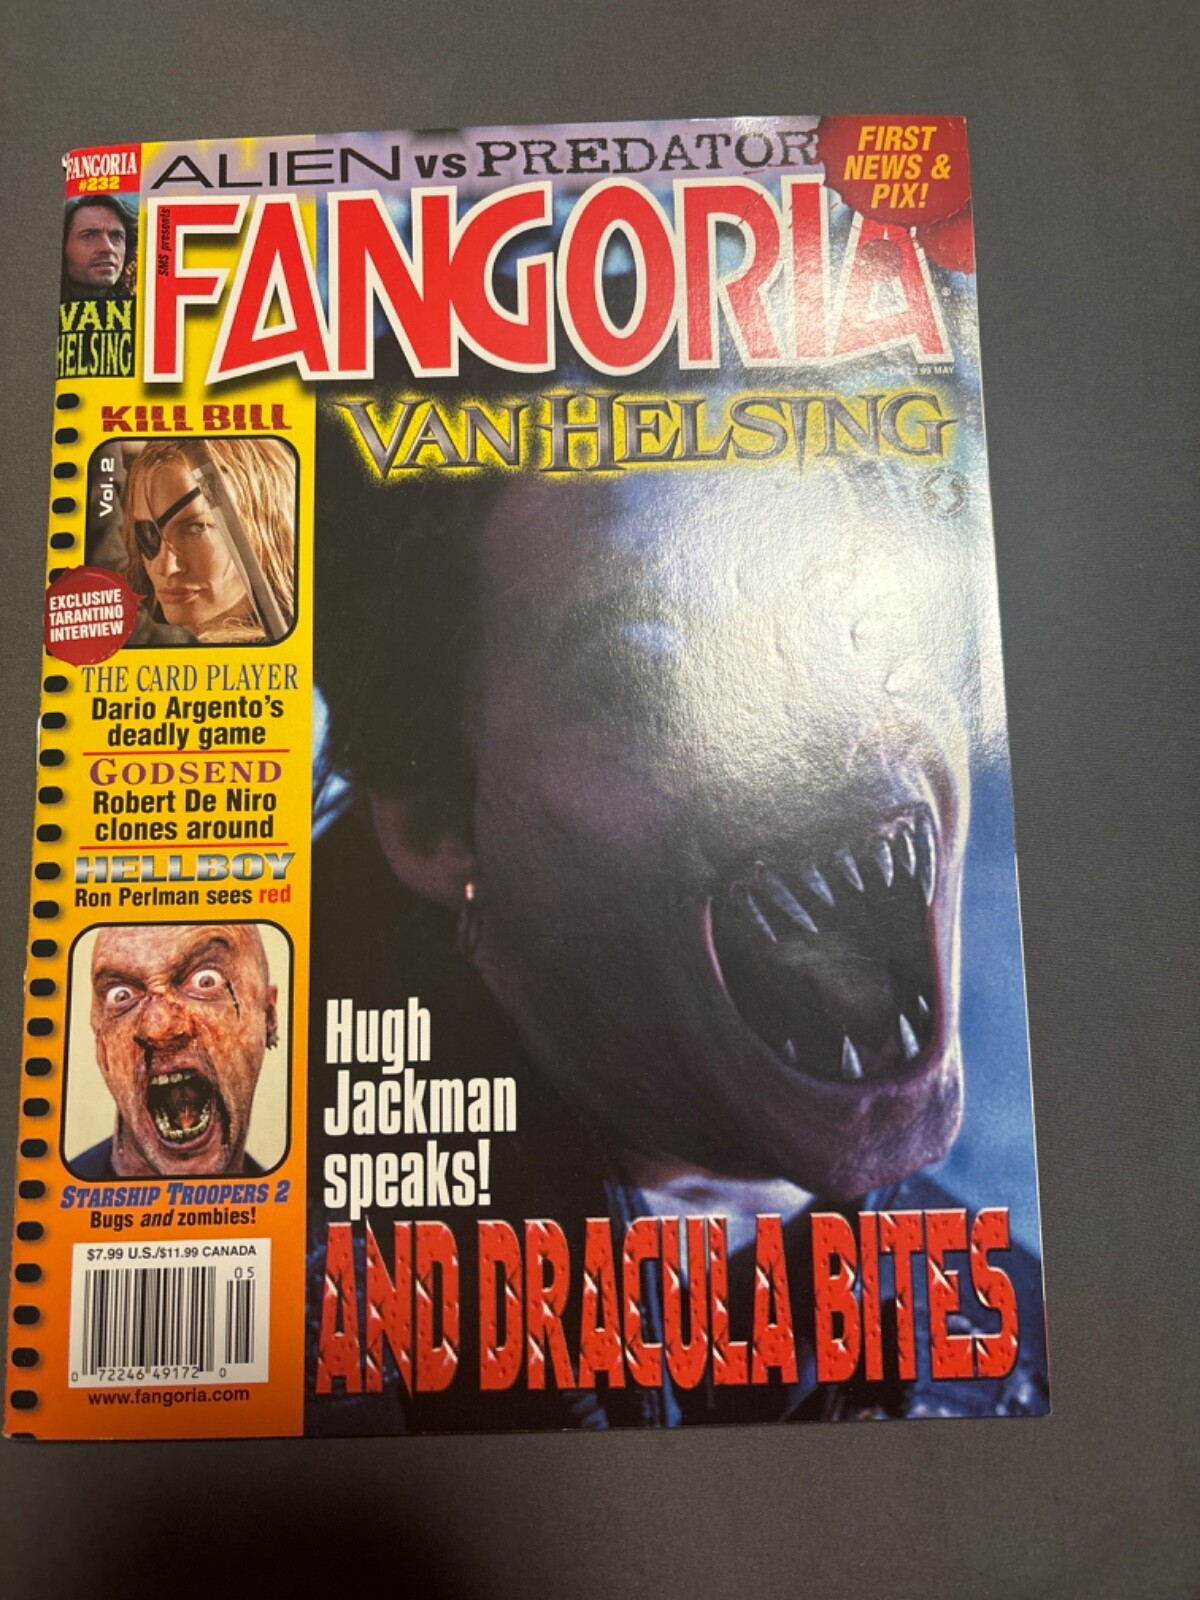 FANGORIA
#232
VAN
HELSING
ALIEN vs PREDATOR
FIRST
NEWS &
PIX!
SMS presents
FANGORIA
®
MAY
VAN HELSING
KILL BILL
Vol. 2
EXCLUSIVE
TARANTINO
INTERVIEW
THE CARD PLAYER
Dario Argento's
deadly game
GODSEND
Robert De Niro
clones around
HELLBOY
Ron Perlman sees red
STARSHIP TROOPERS 2
Bugs and zombies!
$7.99 U.S./$11.99 CANADA
05
0 72246 49172 0
www.fangoria.com
Hugh
Jackman
speaks!
AND DRACULA BITES